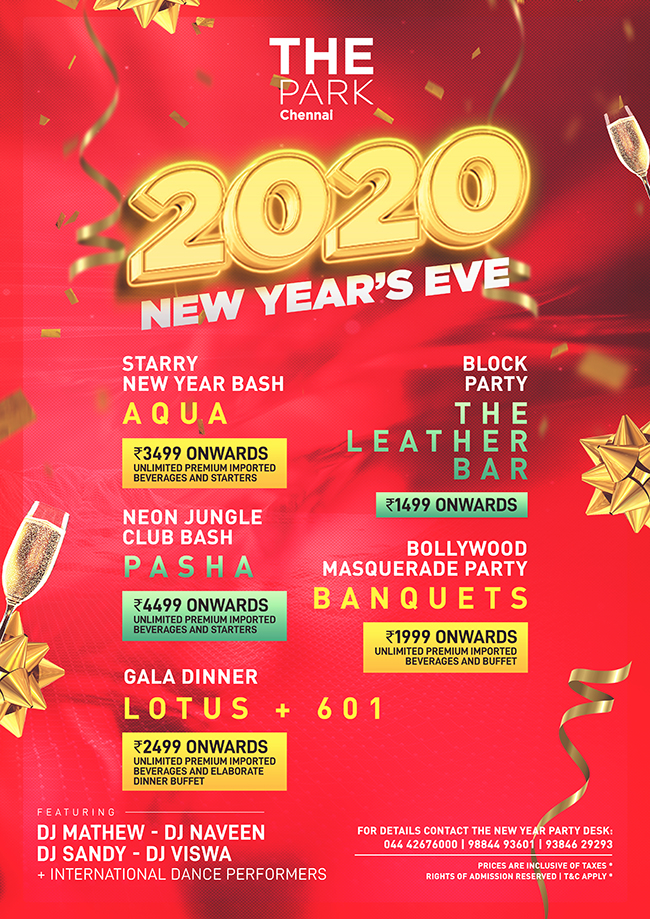 THE
PARK
Chennai
2020
NEW YEAR'S EVE
STARRY
NEW YEAR BASH
AQUA
₹3499 ONWARDS
UNLIMITED PREMIUM IMPORTED
BEVERAGES AND STARTERS
NEON JUNGLE
CLUB BASH
PASHA
₹4499 ONWARDS
UNLIMITED PREMIUM IMPORTED
BEVERAGES AND STARTERS
GALA DINNER
LOTUS + 601
₹2499 ONWARDS
UNLIMITED PREMIUM IMPORTED
BEVERAGES AND ELABORATE
DINNER BUFFET
BLOCK
PARTY
THE
LEATHER
BAR
₹1499 ONWARDS
BOLLYWOOD
MASQUERADE PARTY
BANQUETS
₹1999 ONWARDS
UNLIMITED PREMIUM IMPORTED
BEVERAGES AND BUFFET
FEATURING
DJ MATHEW - DJ NAVEEN
DJ SANDY - DJ VISWA
+ INTERNATIONAL DANCE PERFORMERS
FOR DETAILS CONTACT THE NEW YEAR PARTY DESK:
044 42676000 | 98844 93601 | 93846 29293
PRICES ARE INCLUSIVE OF TAXES *
RIGHTS OF ADMISSION RESERVED | T&C APPLY *